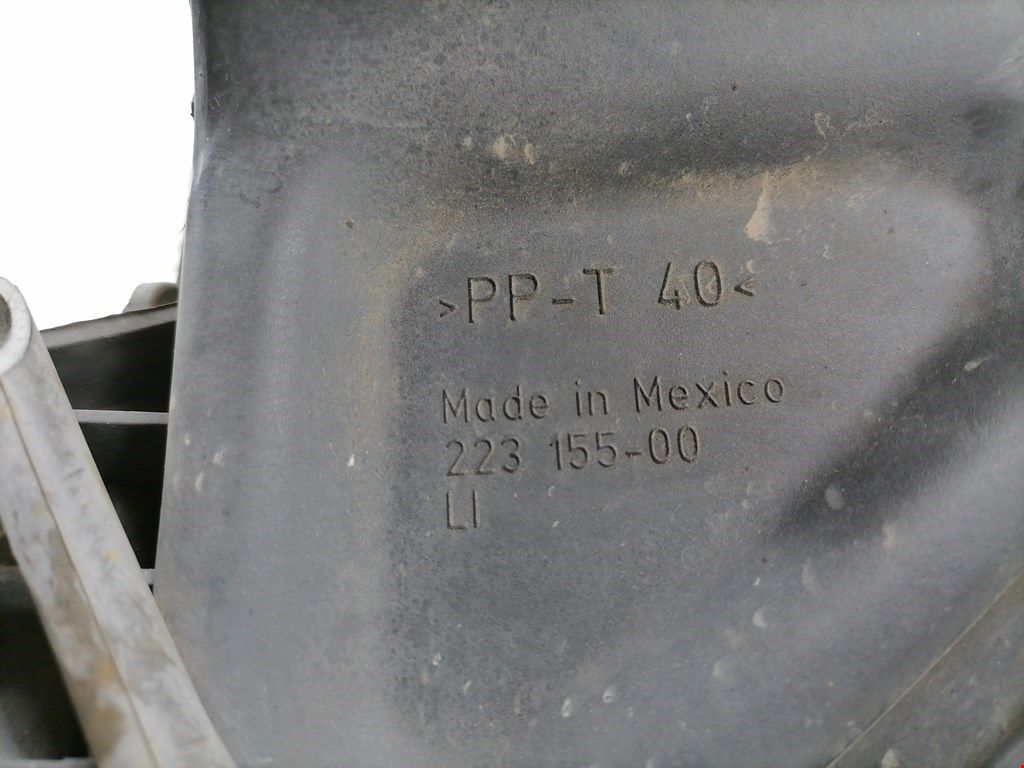 >PP-T 40<
Made in Mexico
223 155-00
LI